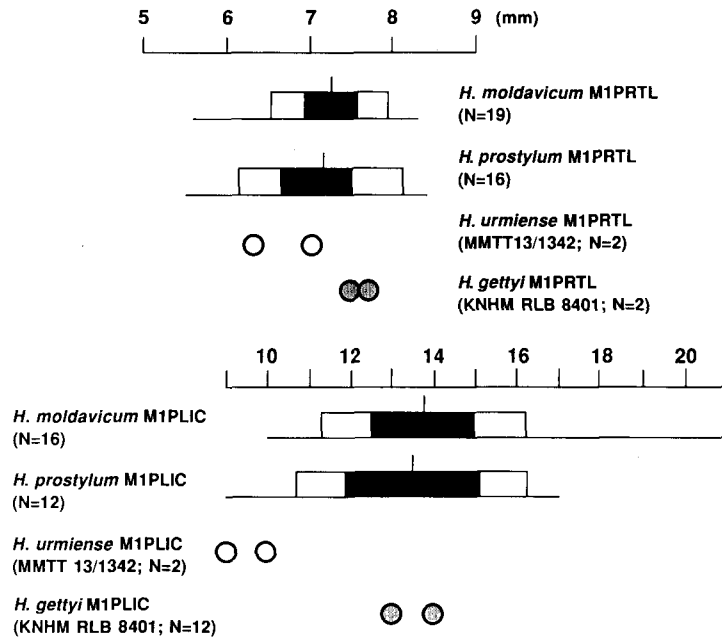 5 6 7 8 9 (mm)
H. moldavicum M1PRTL
(N=19)
H. prostylum M1PRTL
(N=16)
H. urmiense M1PRTL
(MMTT13/1342; N=2)
H. gettyi M1PRTL
(KNHM RLB 8401; N=2)
10 12 14 16 18 20
H. moldavicum M1PLIC
(N=16)
H. prostylum M1PLIC
(N=12)
H. urmiense M1PLIC
(MMTT 13/1342; N=2)
H. gettyi M1PLIC
(KNHM RLB 8401; N=12)